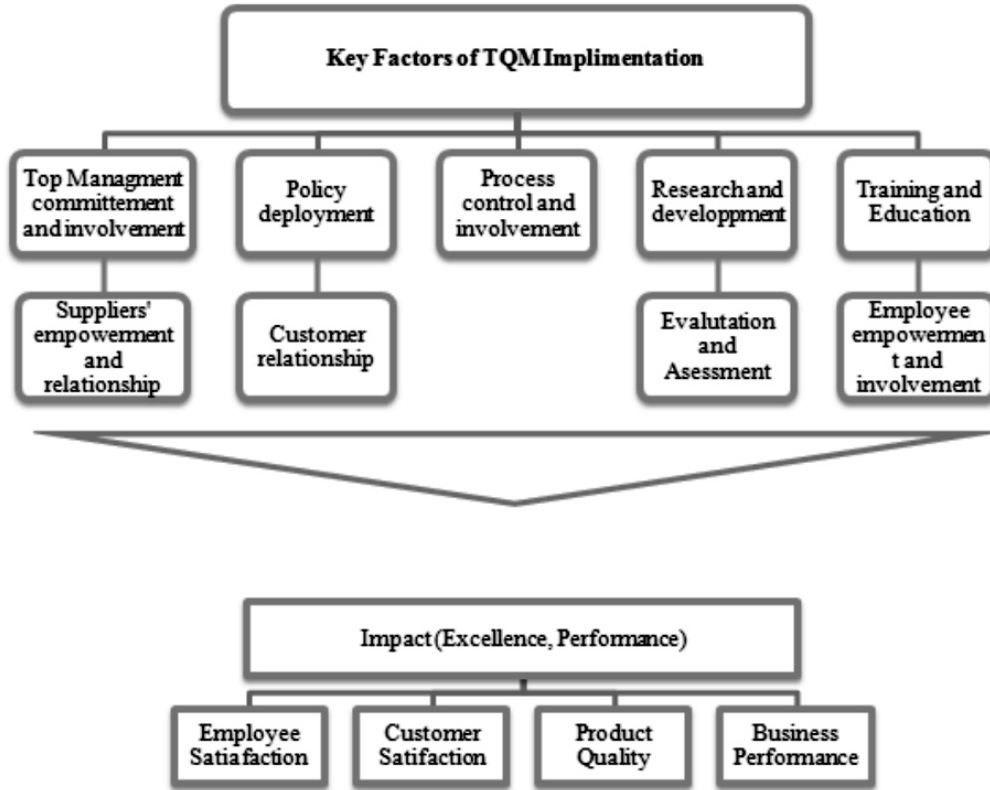 Key Factors of TQM Implimentation
Top Managment
committement
and involvement
Policy
deployment
Process
control and
involvement
Research and
developpment
Training and
Education
Suppliers'
empowerment
and
relationship
Customer
relationship
Evalutation
and
Asessment
Employee
empowermen
t and
involvement
Impact (Excellence, Performance)
Employee
Satiafaction
Customer
Satifaction
Product
Quality
Business
Performance